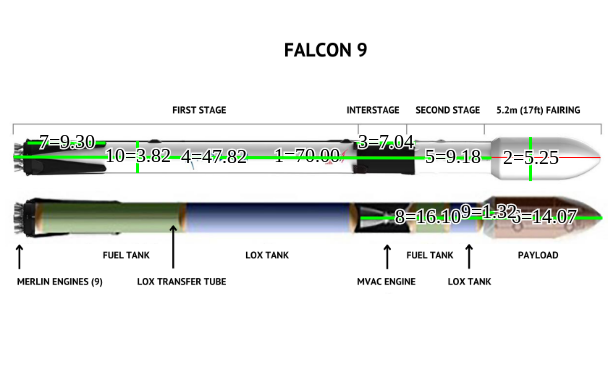 FALCON 9
FIRST STAGE INTERSTAGE SECOND STAGE 5.2m (17ft) FAIRING
7=9.30 3=7.04
10=3.82 4=47.82 1=70.00 5=9.18 2=5.25
8=16.10 9=1.32 6=14.07
FUEL TANK LOX TANK FUEL TANK PAYLOAD
MERLIN ENGINES (9) LOX TRANSFER TUBE MVAC ENGINE LOX TANK